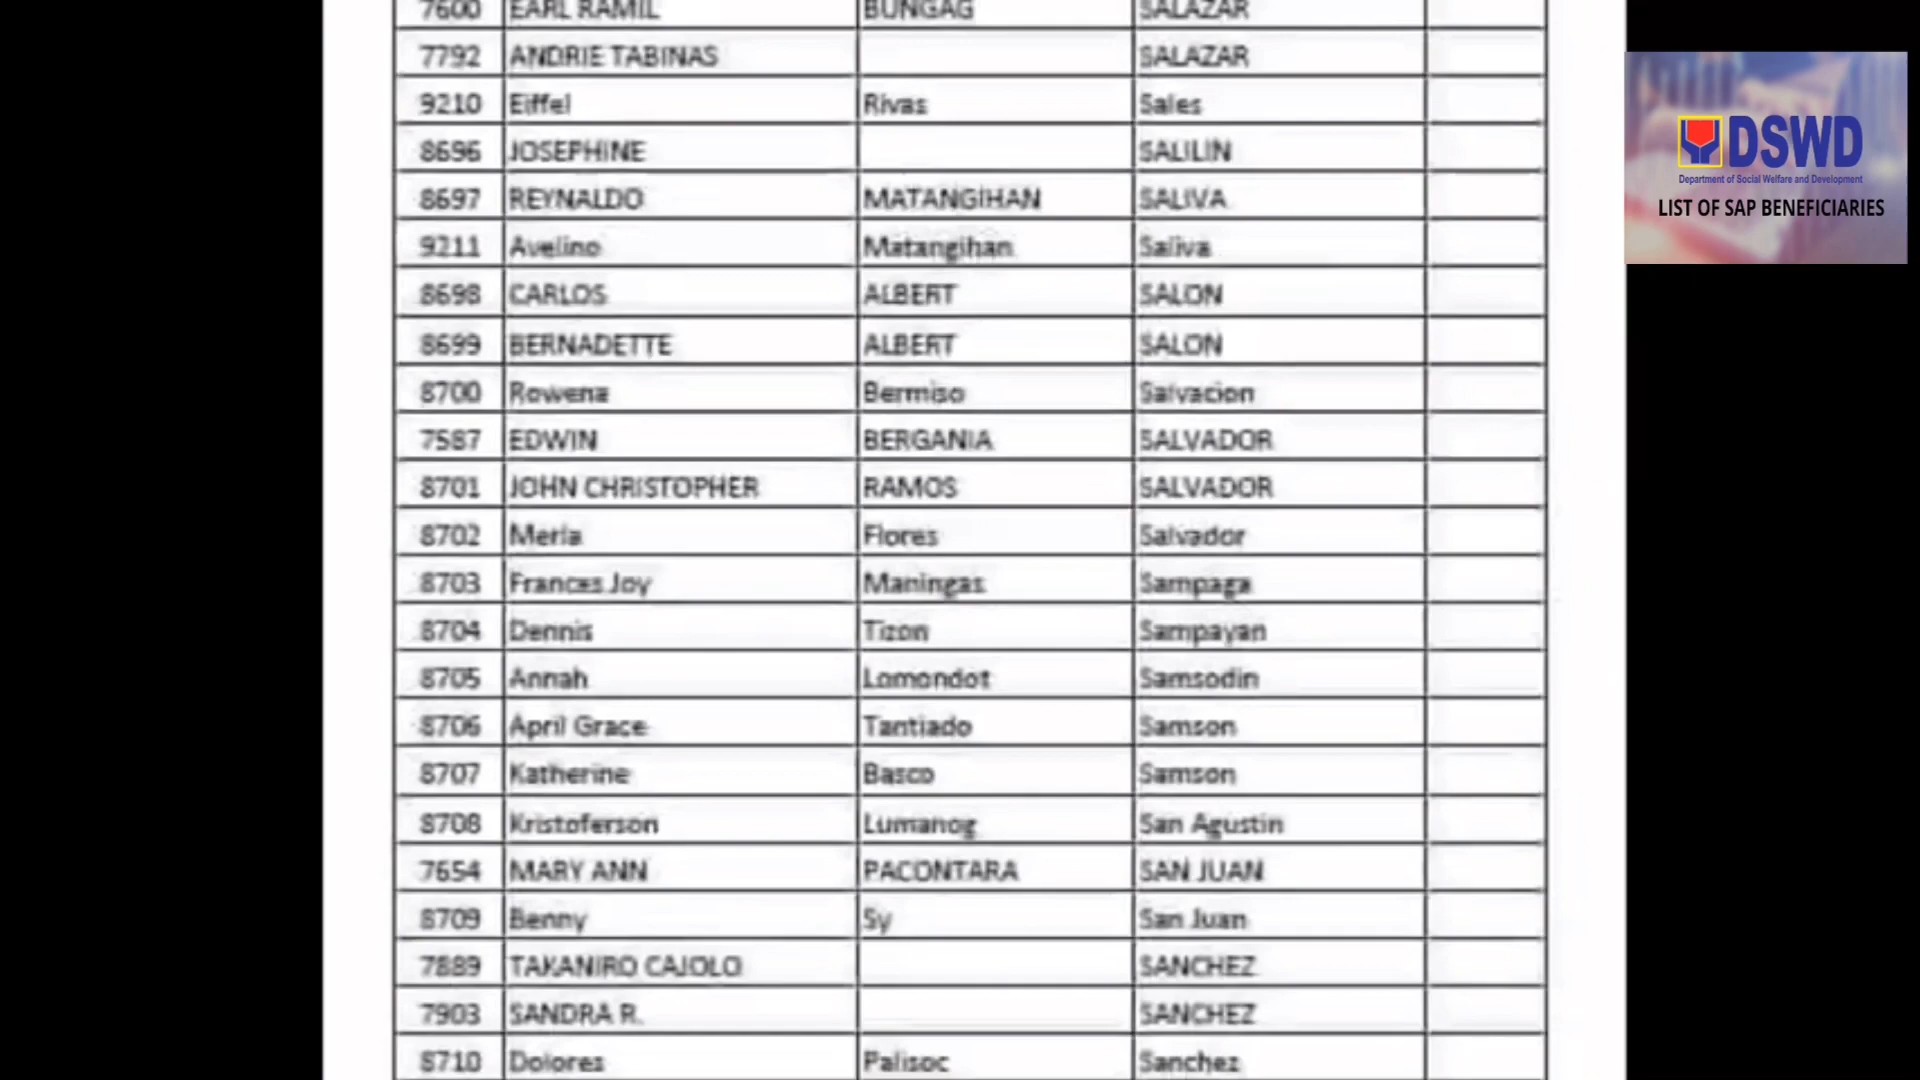 7600 EARL RAMIL BUNGAG SALAZAR
7792 ANDRIE TABINAS SALAZAR
9210 Eiffel Rivas Sales
8696 JOSEPHINE SALILIN
8697 REYNALDO MATANGIHAN SALIVA
9211 Avelino Matangihan Saliva
8698 CARLOS ALBERT SALON
8699 BERNADETTE ALBERT SALON
8700 Rowena Bermiso Salvacion
7587 EDWIN BERGANIA SALVADOR
8701 JOHN CHRISTOPHER RAMOS SALVADOR
8702 Merla Flores Salvador
8703 Frances Joy Maningas Sampaga
8704 Dennis Tizon Sampayan
8705 Annah Lomondot Samsodin
8706 April Grace Tantiado Samson
8707 Katherine Basco Samson
8708 Kristoferson Lumanog San Agustin
7654 MARY ANN PACONTARA SAN JUAN
8709 Benny Sy San Juan
7889 TAKANIRO CAJOLO SANCHEZ
7903 SANDRA R. SANCHEZ
8710 Dolores Palisoc Sanchez
DSWD
Department of Social Welfare and Development
LIST OF SAP BENEFICIARIES